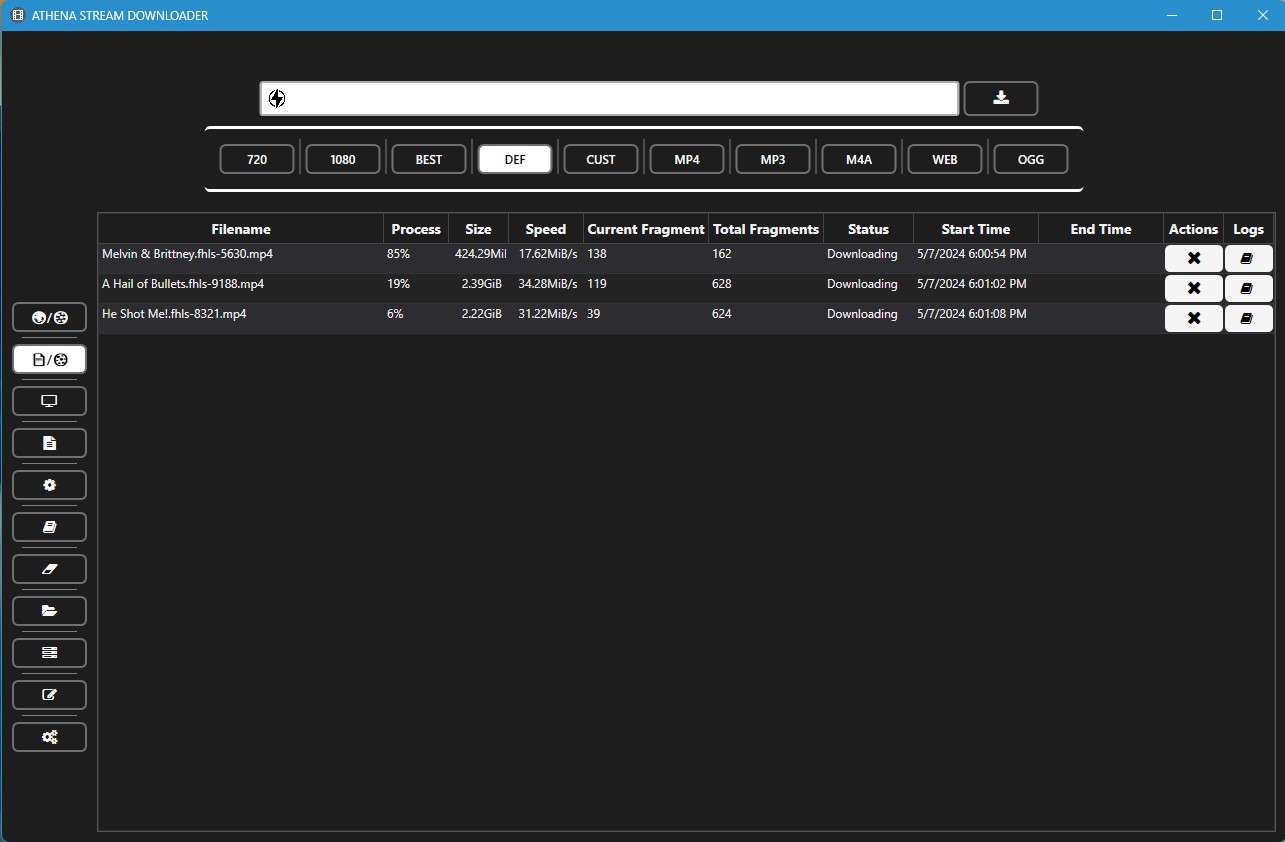 ATHENA STREAM DOWNLOADER
720 1080 BEST DEF CUST MP4 MP3 M4A WEB OGG
Filename Process Size Speed Current Fragment Total Fragments Status Start Time End Time Actions Logs
Melvin & Brittney.fhls-5630.mp4 85% 424.29Mil 17.62MiB/s 138 162 Downloading 5/7/2024 6:00:54 PM
A Hail of Bullets.fhls-9188.mp4 19% 2.39GiB 34.28MiB/s 119 628 Downloading 5/7/2024 6:01:02 PM
He Shot Me!.fhls-8321.mp4 6% 2.22GiB 31.22MiB/s 39 624 Downloading 5/7/2024 6:01:08 PM
/
/